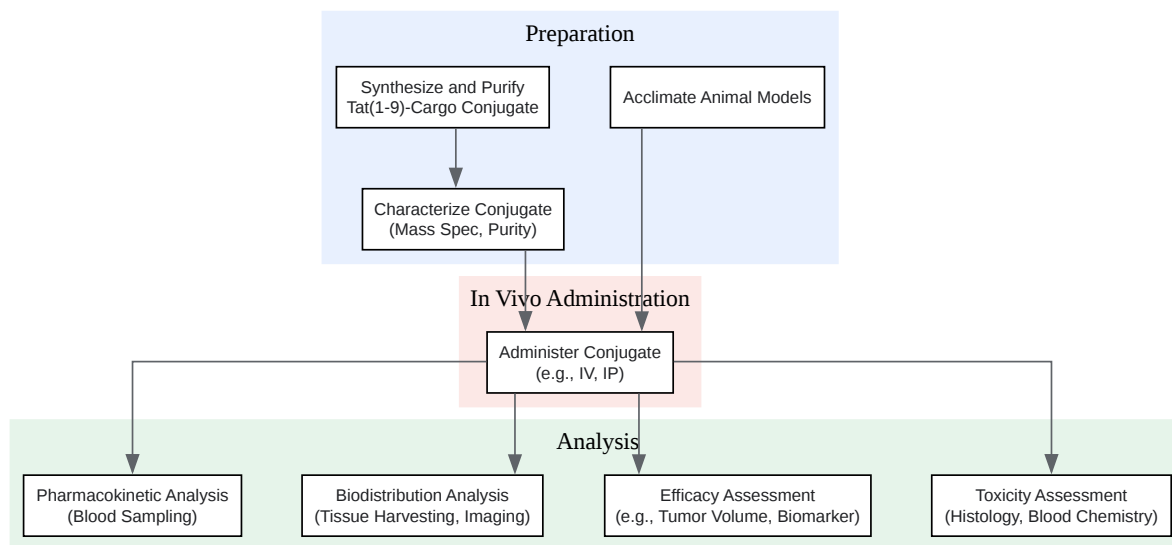 Preparation
Synthesize and Purify
Tat(1-9)-Cargo Conjugate
Acclimate Animal Models
Characterize Conjugate
(Mass Spec, Purity)
In Vivo Administration
Administer Conjugate
(e.g., IV, IP)
Analysis
Pharmacokinetic Analysis
(Blood Sampling)
Biodistribution Analysis
(Tissue Harvesting, Imaging)
Efficacy Assessment
(e.g., Tumor Volume, Biomarker)
Toxicity Assessment
(Histology, Blood Chemistry)